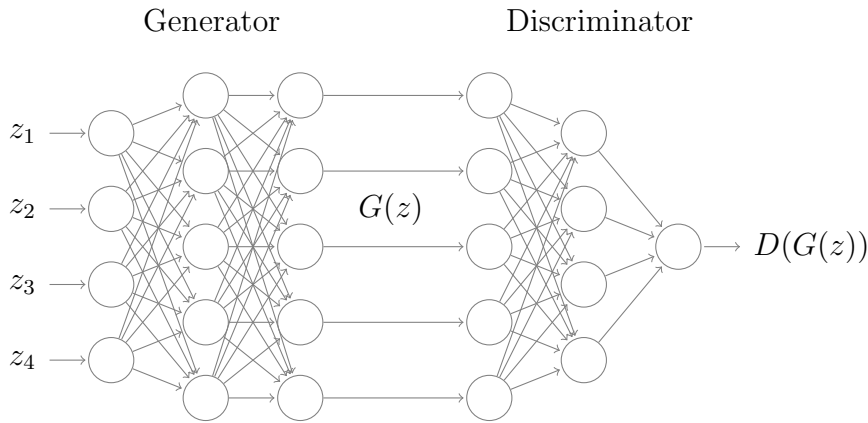 Generator
Discriminator
z₁
z₂
G(z)
z₃
D(G(z))
z₄